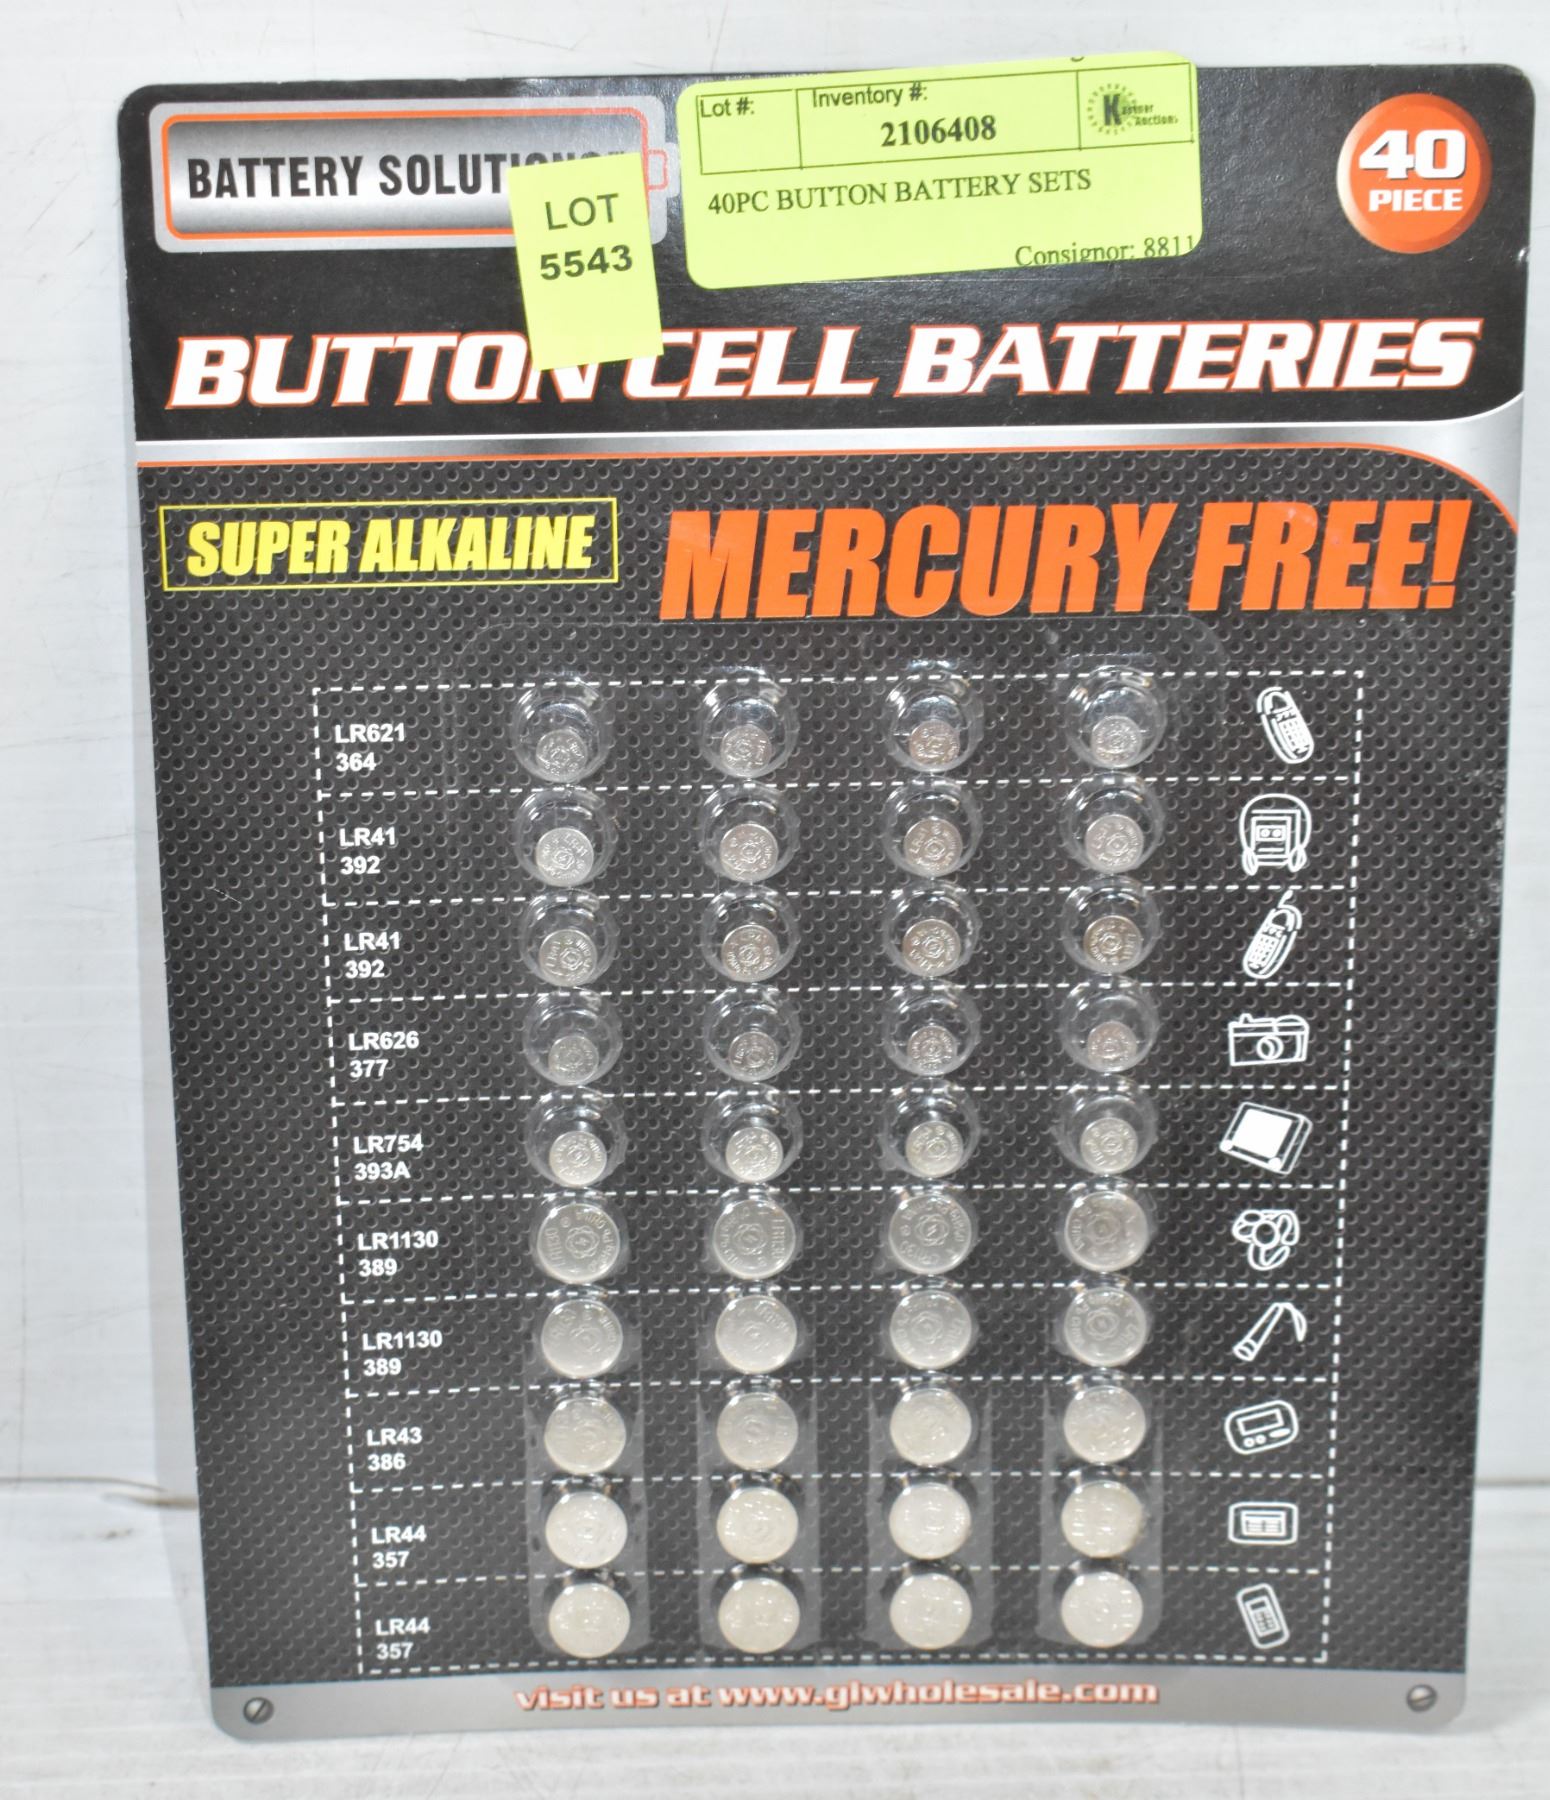 BATTERY SOLUTIONS
LOT
5543
Lot #:
Inventory #:
2106408
Kastner
Auctions
40PC BUTTON BATTERY SETS
Consignor: 8811
40
PIECE
BUTTON CELL BATTERIES
SUPER ALKALINE
MERCURY FREE!
LR621
364
LR41
392
LR41
392
LR626
377
LR754
393A
LR1130
389
LR1130
389
LR43
386
LR44
357
LR44
357
visit us at www.glwholesale.com